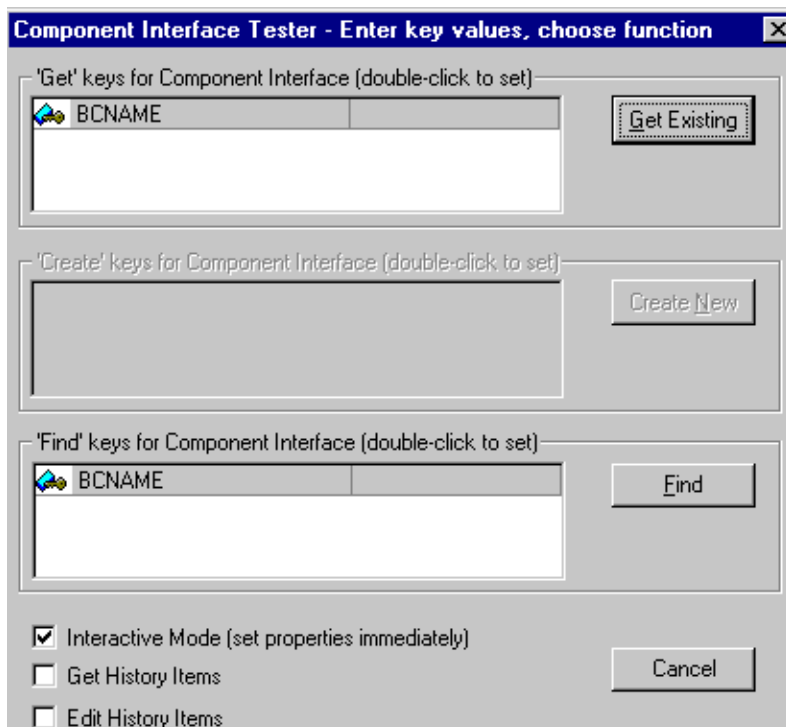 Component Interface Tester - Enter key values, choose function
'Get' keys for Component Interface (double-click to set)
BCNAME
Get Existing
'Create' keys for Component Interface (double-click to set)
Create New
'Find' keys for Component Interface (double-click to set)
BCNAME
Find
Interactive Mode (set properties immediately)
Get History Items
Cancel
Edit History Items